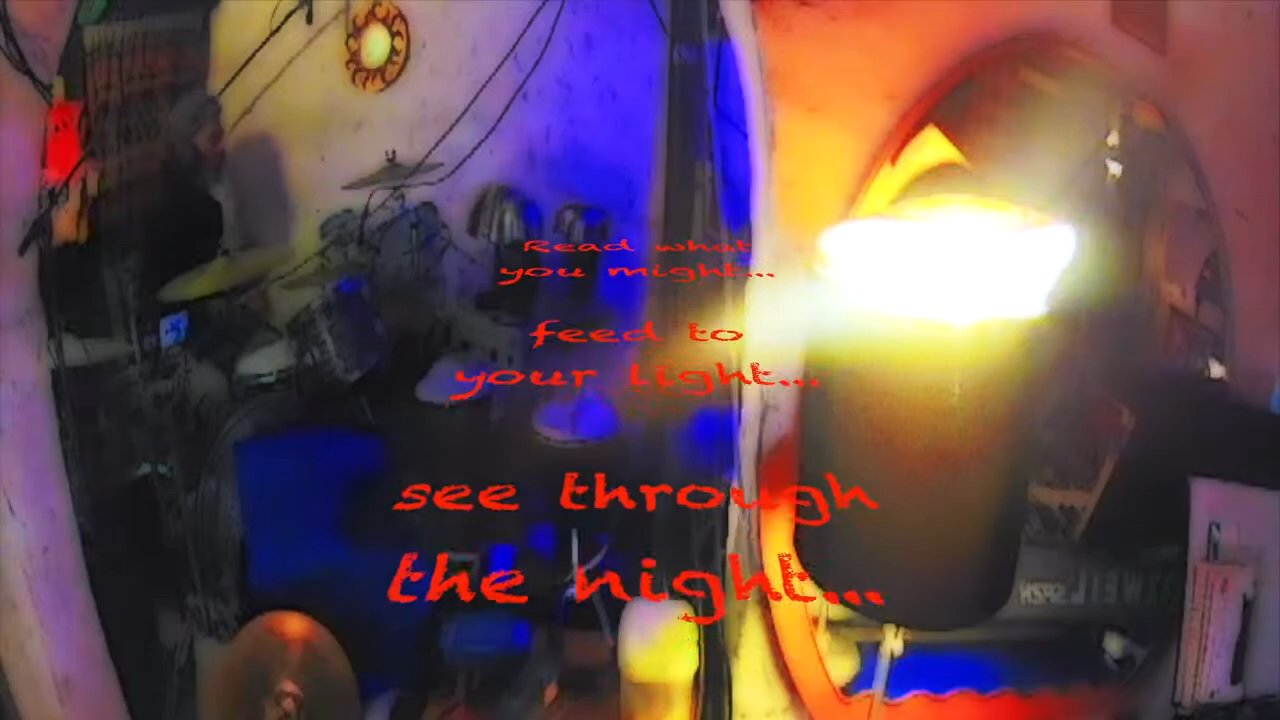 Read what
you might...
feed to
your light...
see through
the night...